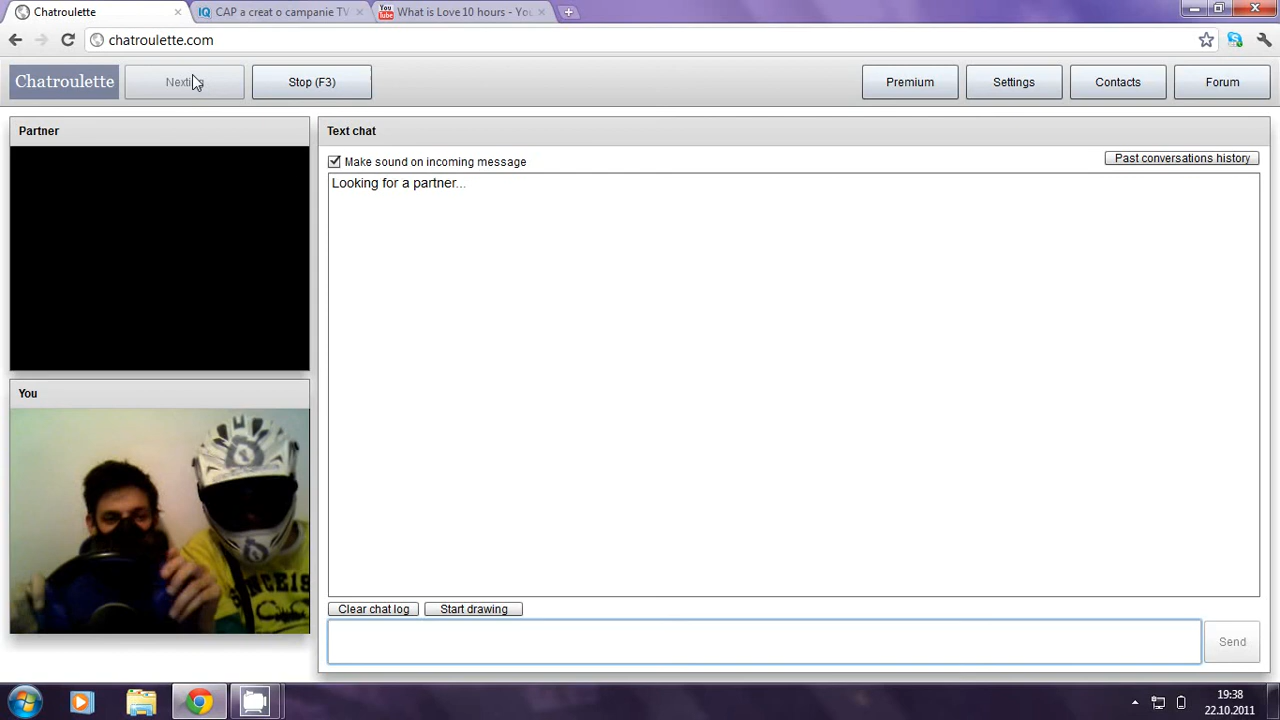 Chatroulette
CAP a creat o campanie TV
What is Love 10 hours - You
chatroulette.com
Chatroulette
Stop (F3)
Premium
Settings
Contacts
Forum
Partner
Text chat
Make sound on incoming message
Past conversations history
Looking for a partner...
You
Clear chat log
Start drawing
Send
19:38
22.10.2011